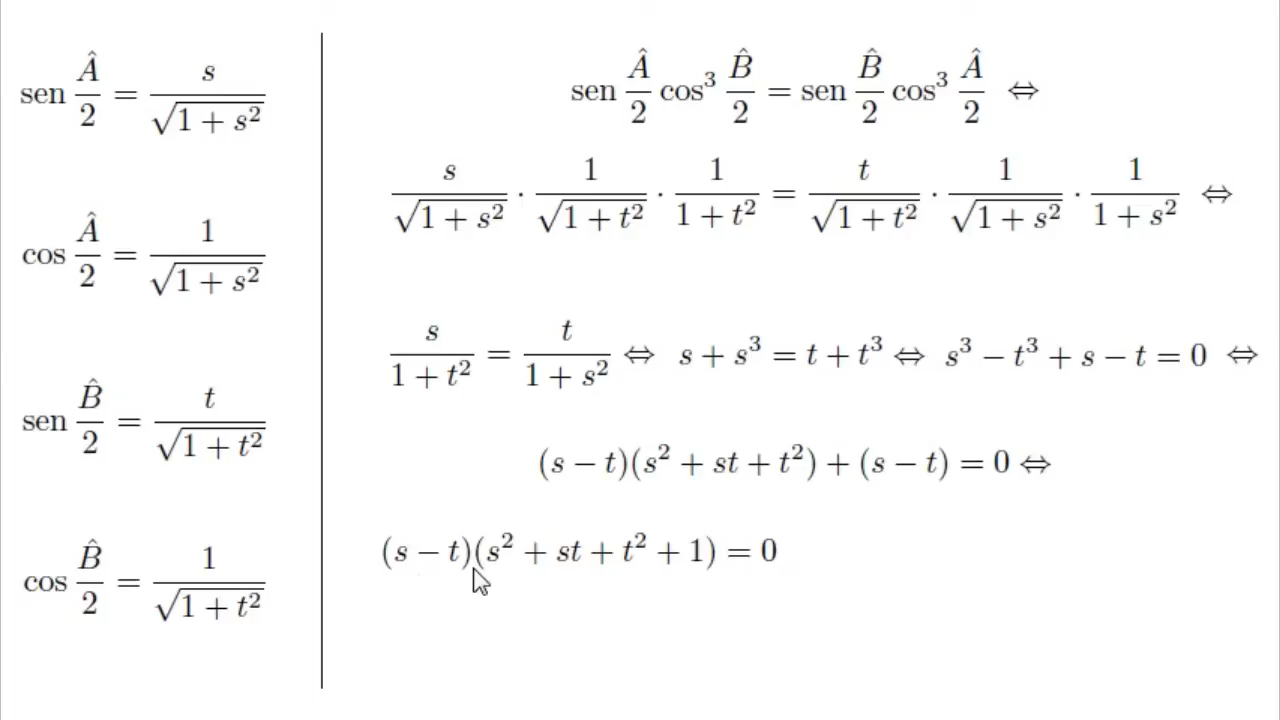 sen Â/2 = s/√(1 + s²)
cos Â/2 = 1/√(1 + s²)
sen B̂/2 = t/√(1 + t²)
cos B̂/2 = 1/√(1 + t²)
sen Â/2 cos³ B̂/2 = sen B̂/2 cos³ Â/2 ⇔
s/√(1 + s²) · 1/√(1 + t²) · 1/(1 + t²) = t/√(1 + t²) · 1/√(1 + s²) · 1/(1 + s²) ⇔
s/(1 + t²) = t/(1 + s²) ⇔ s + s³ = t + t³ ⇔ s³ − t³ + s − t = 0 ⇔
(s − t)(s² + st + t²) + (s − t) = 0 ⇔
(s − t)(s² + st + t² + 1) = 0